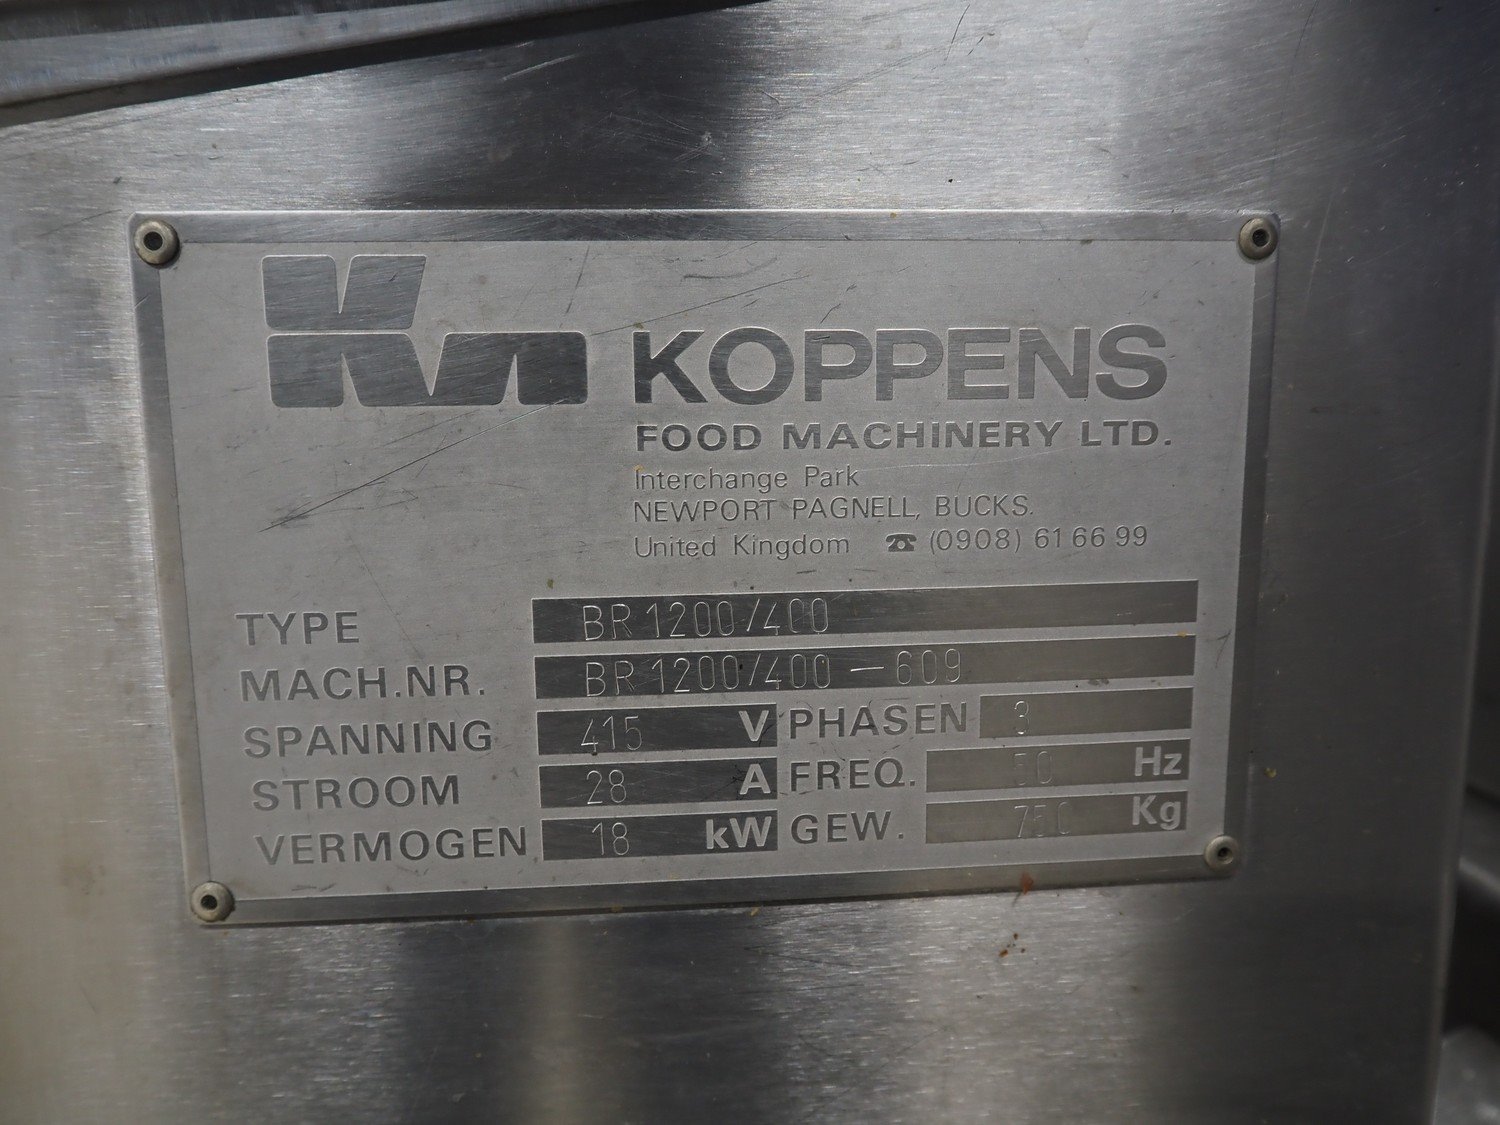 KOPPENS
FOOD MACHINERY LTD.
Interchange Park
NEWPORT PAGNELL, BUCKS.
United Kingdom ☎ (0908) 61 66 99
TYPE BR 1200/400
MACH.NR. BR 1200/400 – 609
SPANNING 415 V PHASEN 3
STROOM 28 A FREQ. 50 Hz
VERMOGEN 18 kW GEW. 750 Kg